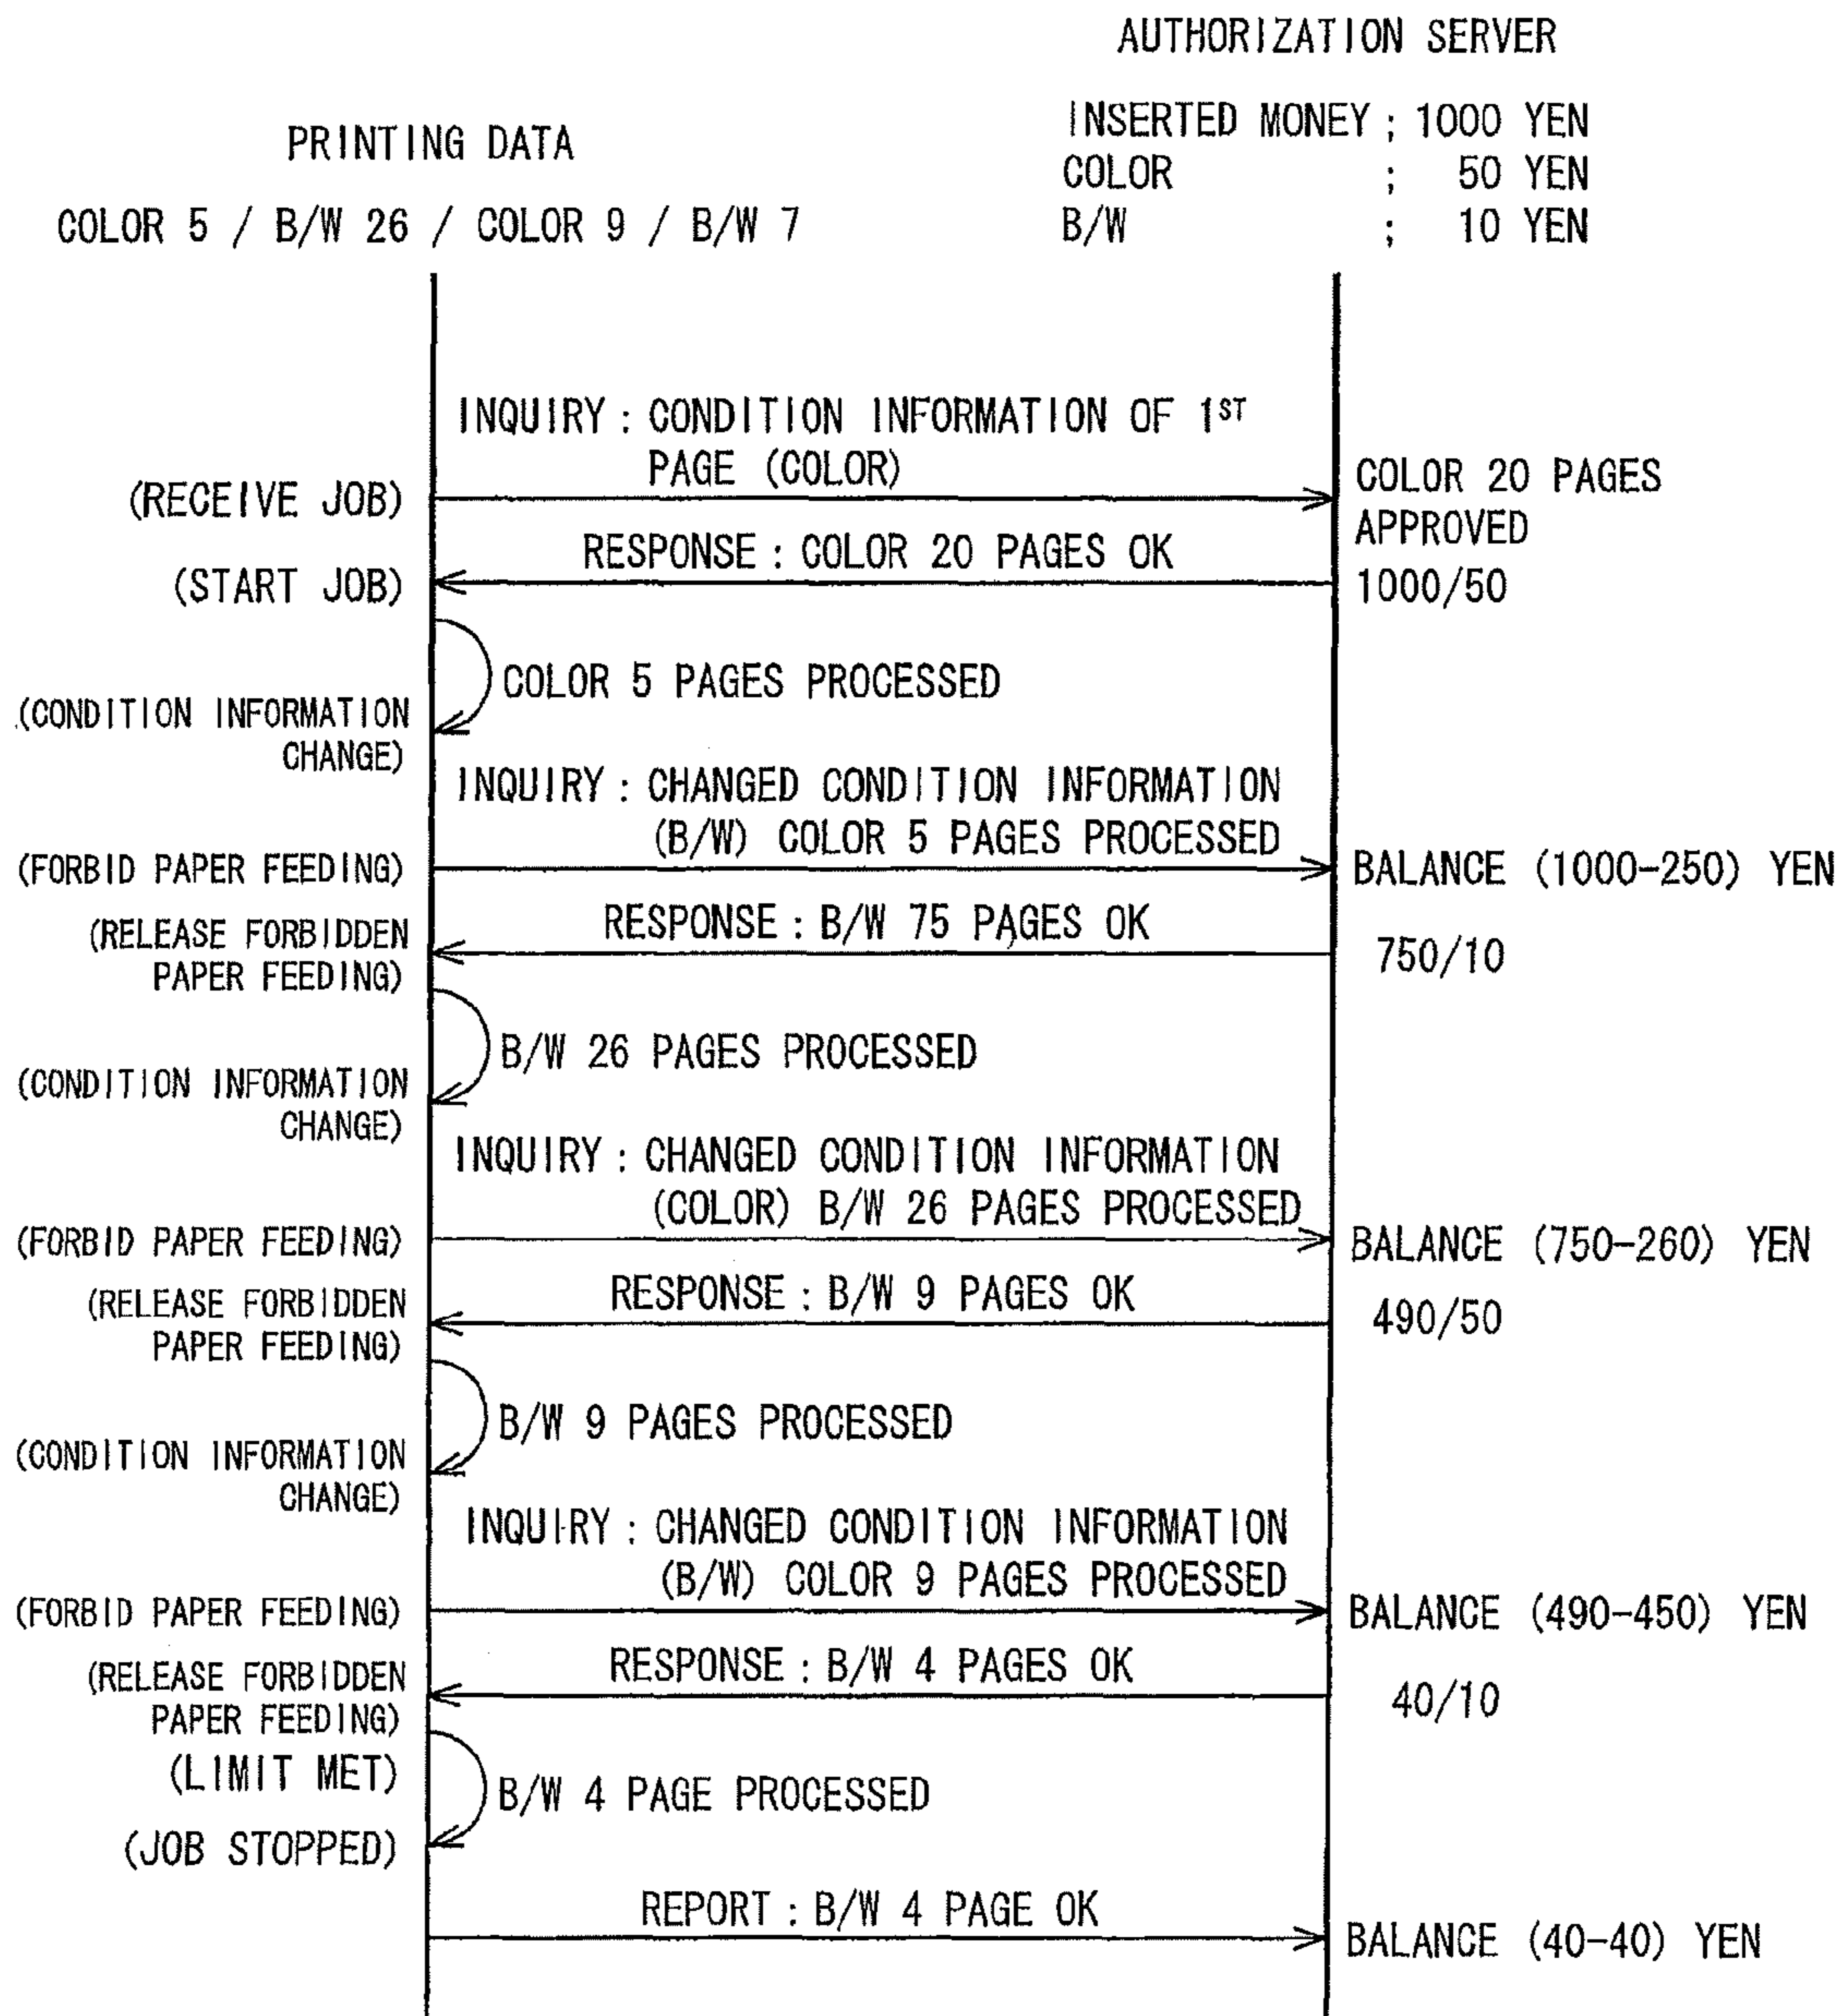 AUTHORIZATION SERVER
INSERTED MONEY ; 1000 YEN
COLOR ; 50 YEN
B/W ; 10 YEN
PRINTING DATA
COLOR 5 / B/W 26 / COLOR 9 / B/W 7
INQUIRY : CONDITION INFORMATION OF 1ST
PAGE (COLOR)
(RECEIVE JOB)
COLOR 20 PAGES
APPROVED
RESPONSE : COLOR 20 PAGES OK
(START JOB)
1000/50
COLOR 5 PAGES PROCESSED
(CONDITION INFORMATION
CHANGE)
INQUIRY : CHANGED CONDITION INFORMATION
(B/W) COLOR 5 PAGES PROCESSED
(FORBID PAPER FEEDING)
BALANCE (1000-250) YEN
RESPONSE : B/W 75 PAGES OK
(RELEASE FORBIDDEN
PAPER FEEDING)
750/10
B/W 26 PAGES PROCESSED
(CONDITION INFORMATION
CHANGE)
INQUIRY : CHANGED CONDITION INFORMATION
(COLOR) B/W 26 PAGES PROCESSED
(FORBID PAPER FEEDING)
BALANCE (750-260) YEN
RESPONSE : B/W 9 PAGES OK
(RELEASE FORBIDDEN
PAPER FEEDING)
490/50
B/W 9 PAGES PROCESSED
(CONDITION INFORMATION
CHANGE)
INQUIRY : CHANGED CONDITION INFORMATION
(B/W) COLOR 9 PAGES PROCESSED
(FORBID PAPER FEEDING)
BALANCE (490-450) YEN
RESPONSE : B/W 4 PAGES OK
(RELEASE FORBIDDEN
PAPER FEEDING)
40/10
(LIMIT MET)
B/W 4 PAGE PROCESSED
(JOB STOPPED)
REPORT : B/W 4 PAGE OK
BALANCE (40-40) YEN